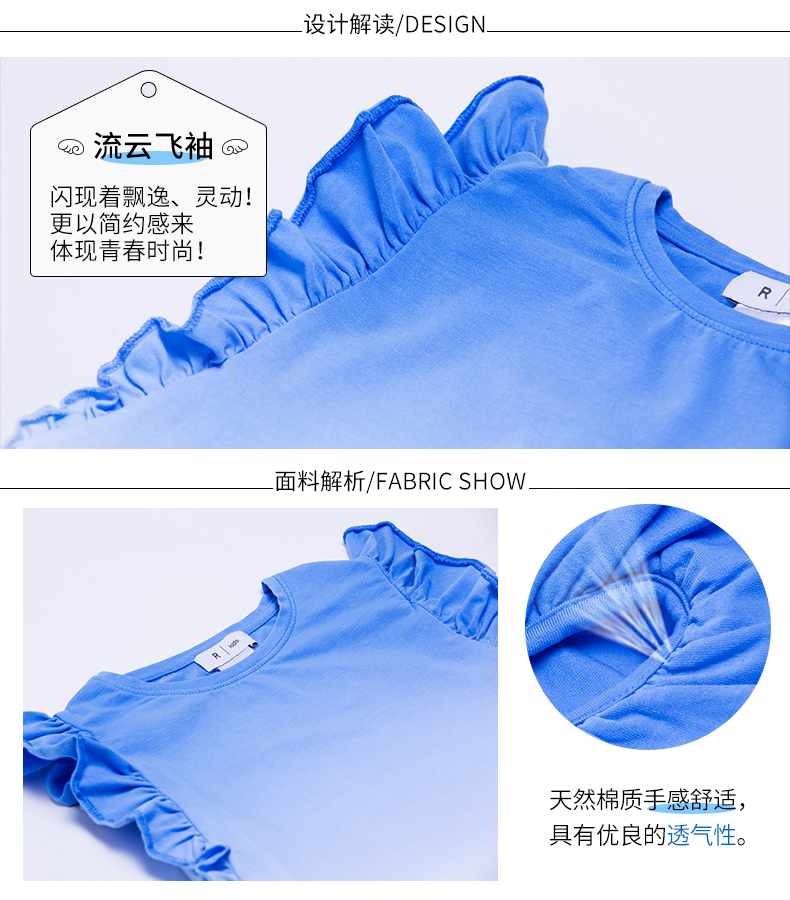 设计解读/DESIGN
流云飞袖
闪现着飘逸、灵动！
更以简约感来
体现青春时尚！
R |
面料解析/FABRIC SHOW
R | kids
天然棉质手感舒适，
具有优良的透气性。